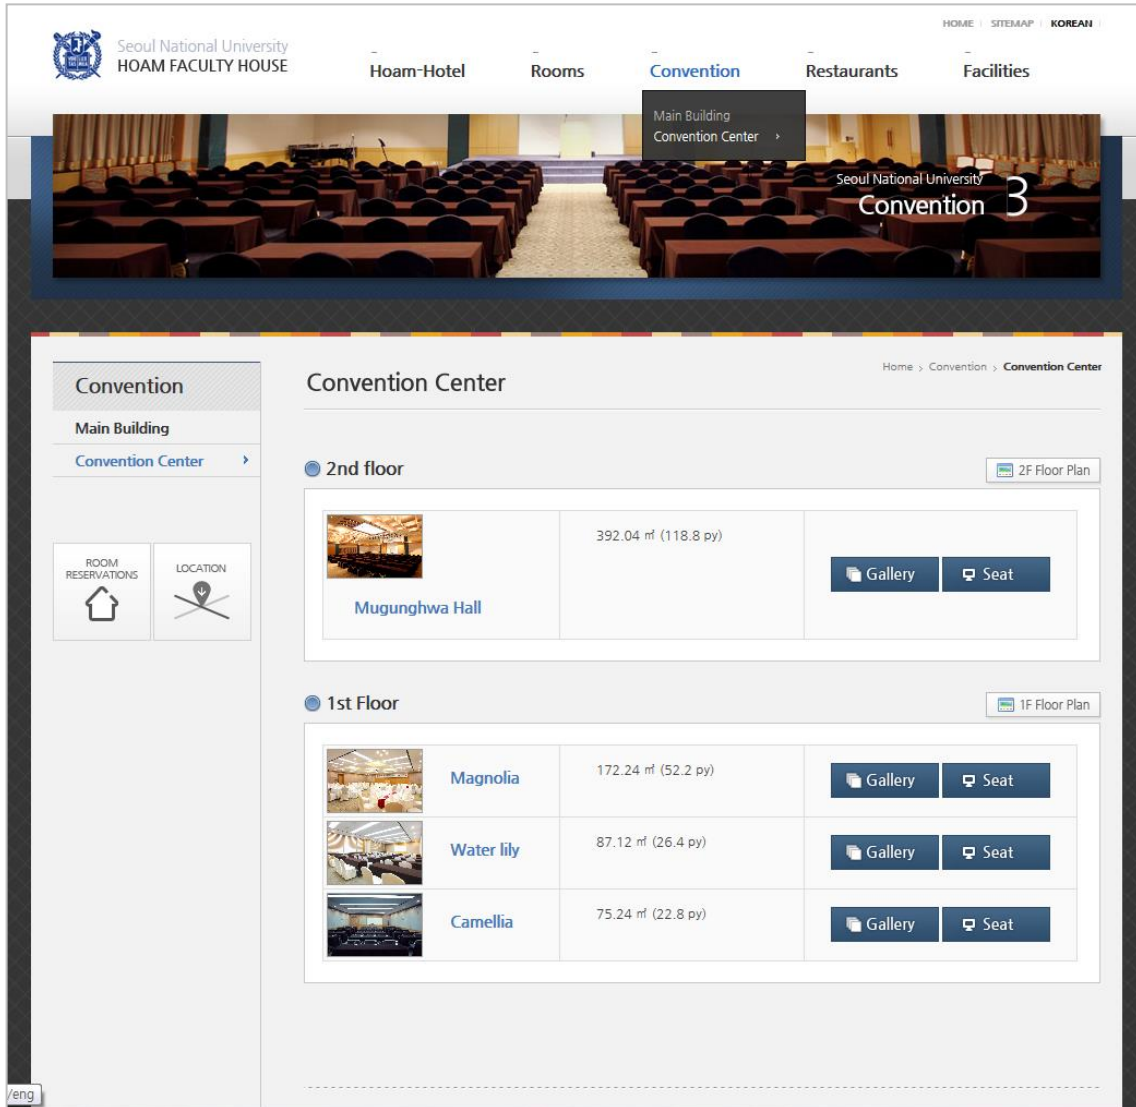 HOME | SITEMAP | KOREAN
Seoul National University
HOAM FACULTY HOUSE
Hoam-Hotel Rooms Convention Restaurants Facilities
Main Building
Convention Center ›
Seoul National University
Convention 3
Home › Convention › Convention Center
Convention
Convention Center
Main Building
Convention Center ›
2nd floor
2F Floor Plan
392.04 ㎡ (118.8 py)
Gallery Seat
Mugunghwa Hall
ROOM
RESERVATIONS
LOCATION
1st Floor
1F Floor Plan
Magnolia 172.24 ㎡ (52.2 py) Gallery Seat
Water lily 87.12 ㎡ (26.4 py) Gallery Seat
Camellia 75.24 ㎡ (22.8 py) Gallery Seat
/eng